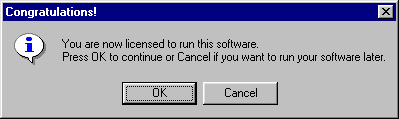 Congratulations!
You are now licensed to run this software.
Press OK to continue or Cancel if you want to run your software later.
OK
Cancel